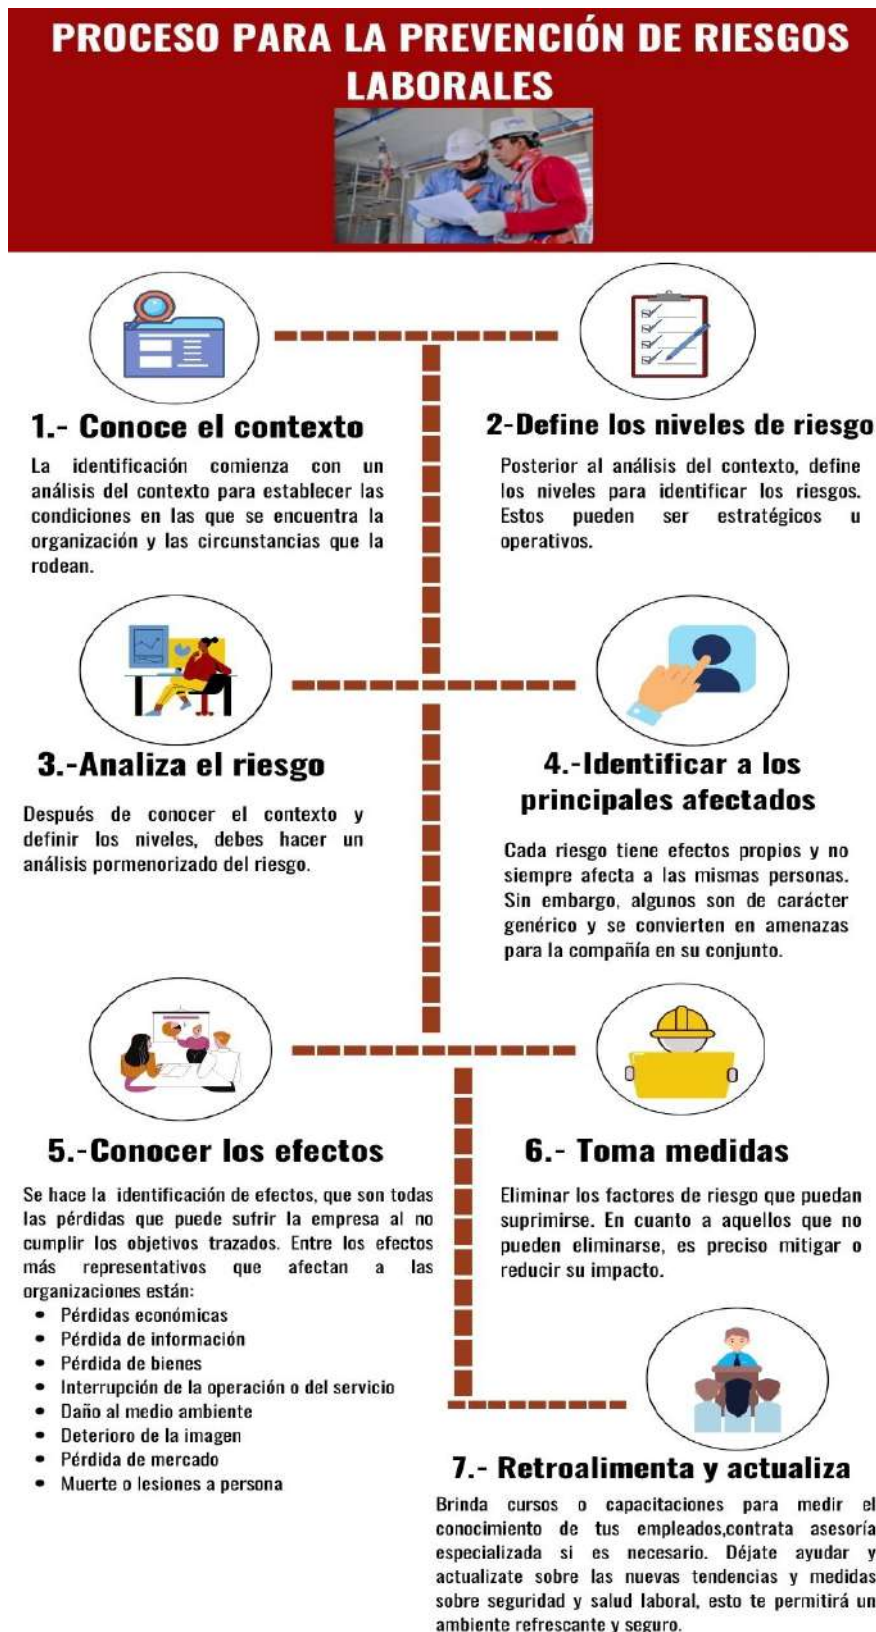 PROCESO PARA LA PREVENCIÓN DE RIESGOS
LABORALES
1.- Conoce el contexto
La identificación comienza con un
análisis del contexto para establecer las
condiciones en las que se encuentra la
organización y las circunstancias que la
rodean.
2-Define los niveles de riesgo
Posterior al análisis del contexto, define
los niveles para identificar los riesgos.
Estos pueden ser estratégicos u
operativos.
3.-Analiza el riesgo
Después de conocer el contexto y
definir los niveles, debes hacer un
análisis pormenorizado del riesgo.
4.-Identificar a los
principales afectados
Cada riesgo tiene efectos propios y no
siempre afecta a las mismas personas.
Sin embargo, algunos son de carácter
genérico y se convierten en amenazas
para la compañía en su conjunto.
5.-Conocer los efectos
Se hace la identificación de efectos, que son todas
las pérdidas que puede sufrir la empresa al no
cumplir los objetivos trazados. Entre los efectos
más representativos que afectan a las
organizaciones están:
• Pérdidas económicas
• Pérdida de información
• Pérdida de bienes
• Interrupción de la operación o del servicio
• Daño al medio ambiente
• Deterioro de la imagen
• Pérdida de mercado
• Muerte o lesiones a persona
6.- Toma medidas
Eliminar los factores de riesgo que puedan
suprimirse. En cuanto a aquellos que no
pueden eliminarse, es preciso mitigar o
reducir su impacto.
7.- Retroalimenta y actualiza
Brinda cursos o capacitaciones para medir el
conocimiento de tus empleados,contrata asesoría
especializada si es necesario. Déjate ayudar y
actualizate sobre las nuevas tendencias y medidas
sobre seguridad y salud laboral, esto te permitirá un
ambiente refrescante y seguro.